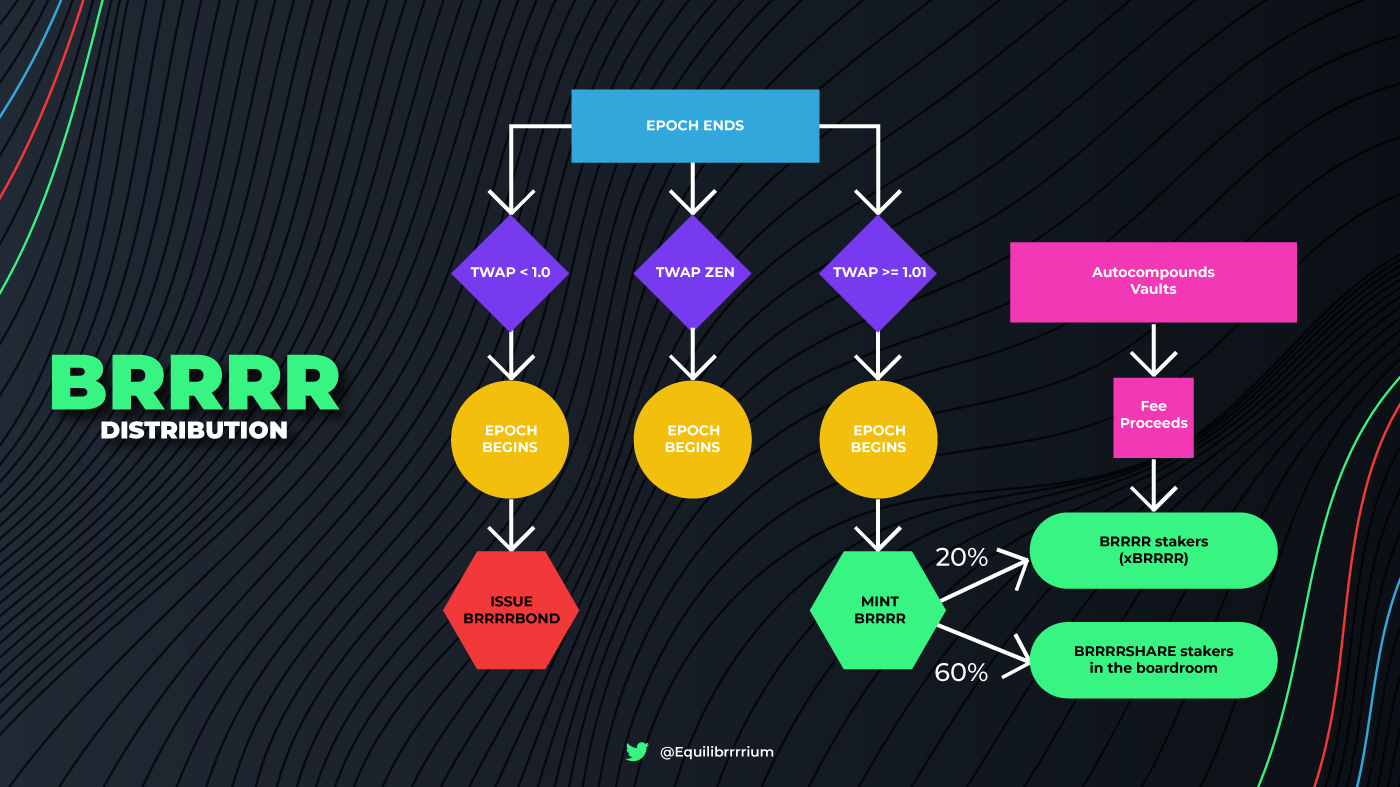 EPOCH ENDS
TWAP < 1.0
TWAP ZEN
TWAP >= 1.01
Autocompounds
Vaults
BRRRR
DISTRIBUTION
EPOCH
BEGINS
EPOCH
BEGINS
EPOCH
BEGINS
Fee
Proceeds
ISSUE
BRRRRBOND
MINT
BRRRR
20%
60%
BRRRR stakers
(xBRRRR)
BRRRRSHARE stakers
in the boardroom
@Equilibrrrrium